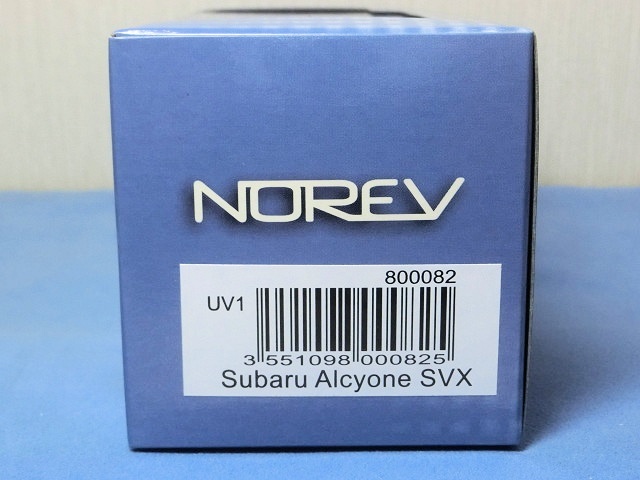 NOREV
800082
UV1
3 551098 000825
Subaru Alcyone SVX